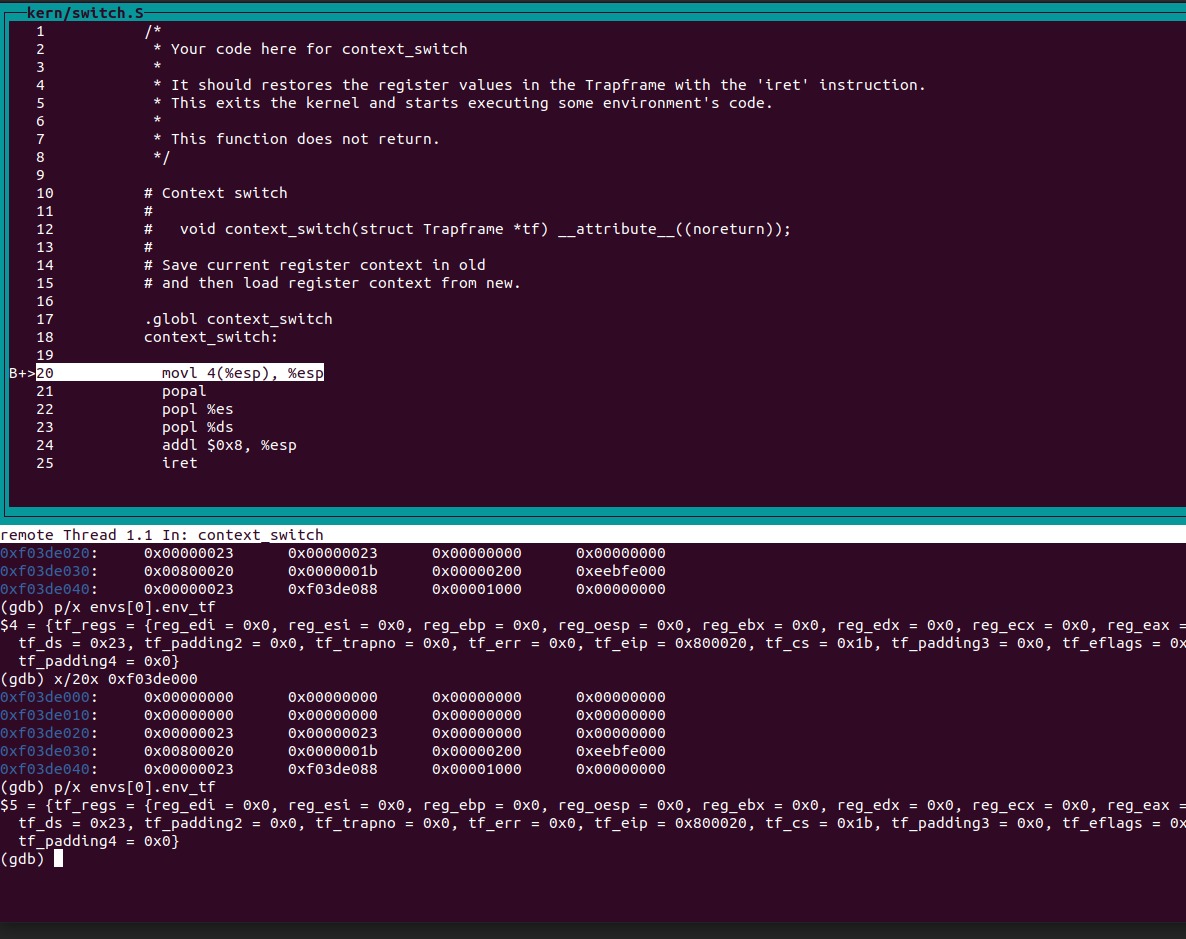 kern/switch.S
1 /*
2 * Your code here for context_switch
3 *
4 * It should restores the register values in the Trapframe with the 'iret' instruction.
5 * This exits the kernel and starts executing some environment's code.
6 *
7 * This function does not return.
8 */
9
10 # Context switch
11 #
12 # void context_switch(struct Trapframe *tf) __attribute__((noreturn));
13 #
14 # Save current register context in old
15 # and then load register context from new.
16
17 .globl context_switch
18 context_switch:
19
B+>20 movl 4(%esp), %esp
21 popal
22 popl %es
23 popl %ds
24 addl $0x8, %esp
25 iret
remote Thread 1.1 In: context_switch
0xf03de020: 0x00000023 0x00000023 0x00000000 0x00000000
0xf03de030: 0x00800020 0x0000001b 0x00000200 0xeebfe000
0xf03de040: 0x00000023 0xf03de088 0x00001000 0x00000000
(gdb) p/x envs[0].env_tf
$4 = {tf_regs = {reg_edi = 0x0, reg_esi = 0x0, reg_ebp = 0x0, reg_oesp = 0x0, reg_ebx = 0x0, reg_edx = 0x0, reg_ecx = 0x0, reg_eax =
tf_ds = 0x23, tf_padding2 = 0x0, tf_trapno = 0x0, tf_err = 0x0, tf_eip = 0x800020, tf_cs = 0x1b, tf_padding3 = 0x0, tf_eflags = 0x
tf_padding4 = 0x0}
(gdb) x/20x 0xf03de000
0xf03de000: 0x00000000 0x00000000 0x00000000 0x00000000
0xf03de010: 0x00000000 0x00000000 0x00000000 0x00000000
0xf03de020: 0x00000023 0x00000023 0x00000000 0x00000000
0xf03de030: 0x00800020 0x0000001b 0x00000200 0xeebfe000
0xf03de040: 0x00000023 0xf03de088 0x00001000 0x00000000
(gdb) p/x envs[0].env_tf
$5 = {tf_regs = {reg_edi = 0x0, reg_esi = 0x0, reg_ebp = 0x0, reg_oesp = 0x0, reg_ebx = 0x0, reg_edx = 0x0, reg_ecx = 0x0, reg_eax =
tf_ds = 0x23, tf_padding2 = 0x0, tf_trapno = 0x0, tf_err = 0x0, tf_eip = 0x800020, tf_cs = 0x1b, tf_padding3 = 0x0, tf_eflags = 0x
tf_padding4 = 0x0}
(gdb)